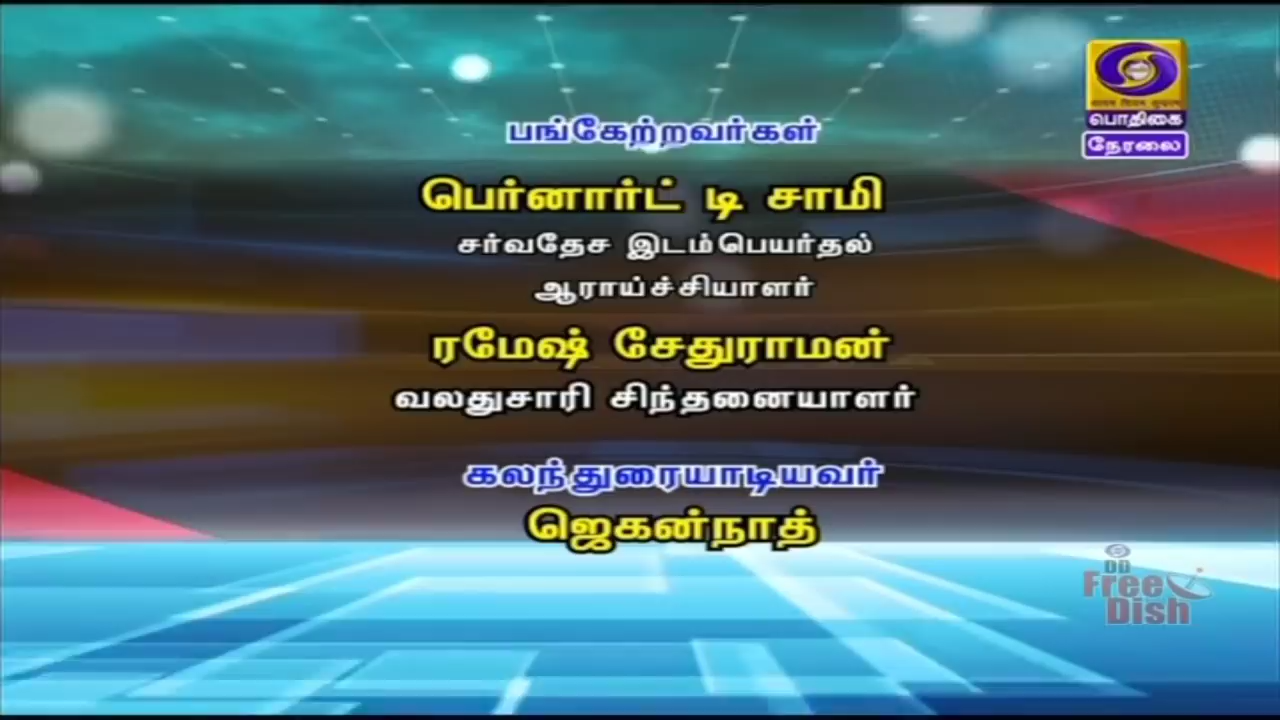 பங்கேற்றவர்கள்
பெர்னார்ட் டி சாமி
சர்வதேச இடம்பெயர்தல்
ஆராய்ச்சியாளர்
ரமேஷ் சேதுராமன்
வலதுசாரி சிந்தனையாளர்
கலந்துரையாடியவர்
ஜெகன்நாத்
பொதிகை
நேரலை
DD
Free
Dish